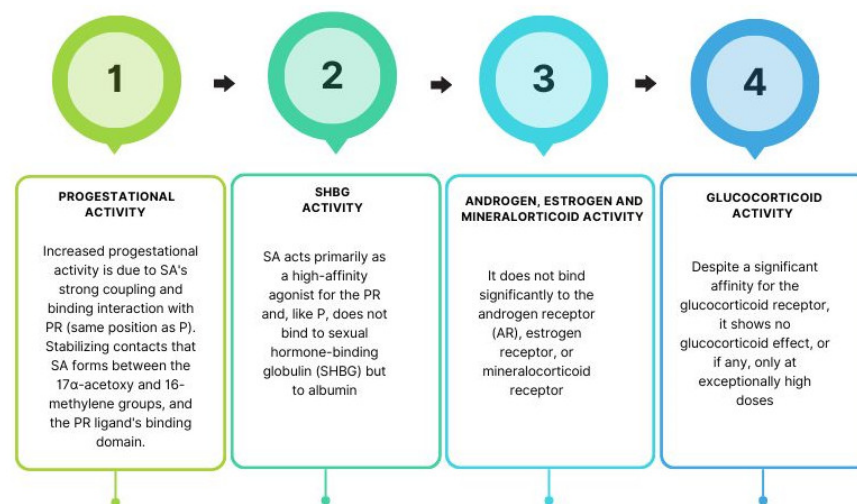 1
2
3
4
PROGESTATIONAL
ACTIVITY
Increased progestational
activity is due to SA's
strong coupling and
binding interaction with
PR (same position as P).
Stabilizing contacts that
SA forms between the
17α-acetoxy and 16-
methylene groups, and
the PR ligand's binding
domain.
SHBG
ACTIVITY
SA acts primarily as
a high-affinity
agonist for the PR
and, like P, does not
bind to sexual
hormone-binding
globulin (SHBG) but
to albumin
ANDROGEN, ESTROGEN AND
MINERALORTICOID ACTIVITY
It does not bind
significantly to the
androgen receptor
(AR), estrogen
receptor, or
mineralocorticoid
receptor
GLUCOCORTICOID
ACTIVITY
Despite a significant
affinity for the
glucocorticoid receptor,
it shows no
glucocorticoid effect, or
if any, only at
exceptionally high
doses